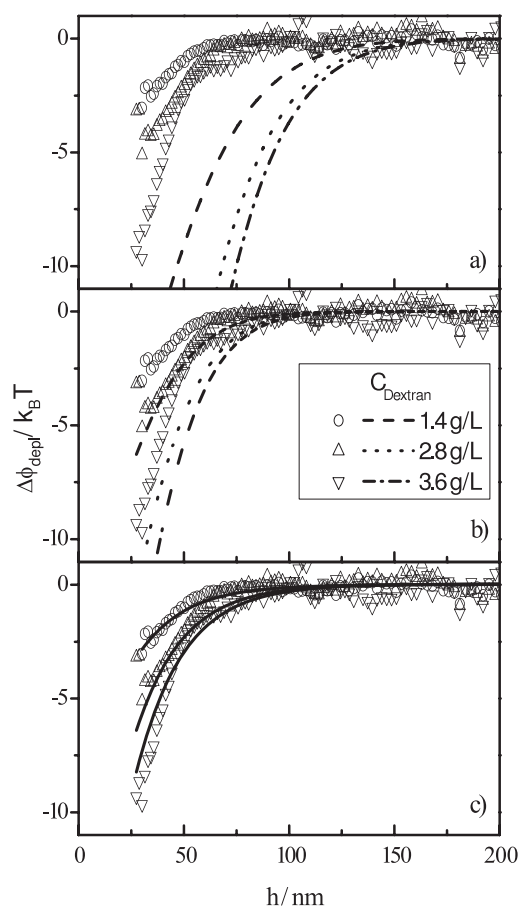 0
-5
-10
a)
0
-5
-10
b)
C_Dextran
1.4 g/L
2.8 g/L
3.6 g/L
Δϕ_depl / k_B T
0
-5
-10
c)
0 50 100 150 200
h/ nm